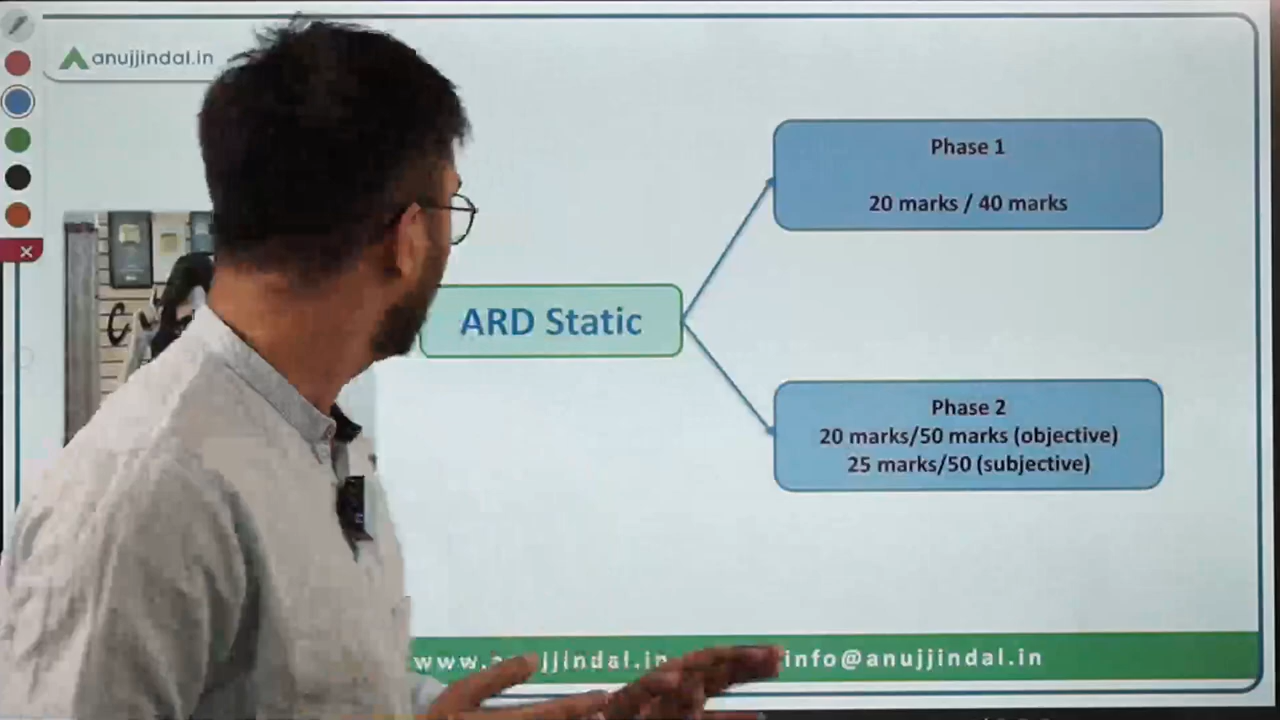 anujjindal.in
Phase 1
20 marks / 40 marks
ARD Static
Phase 2
20 marks/50 marks (objective)
25 marks/50 (subjective)
info@anujjindal.in